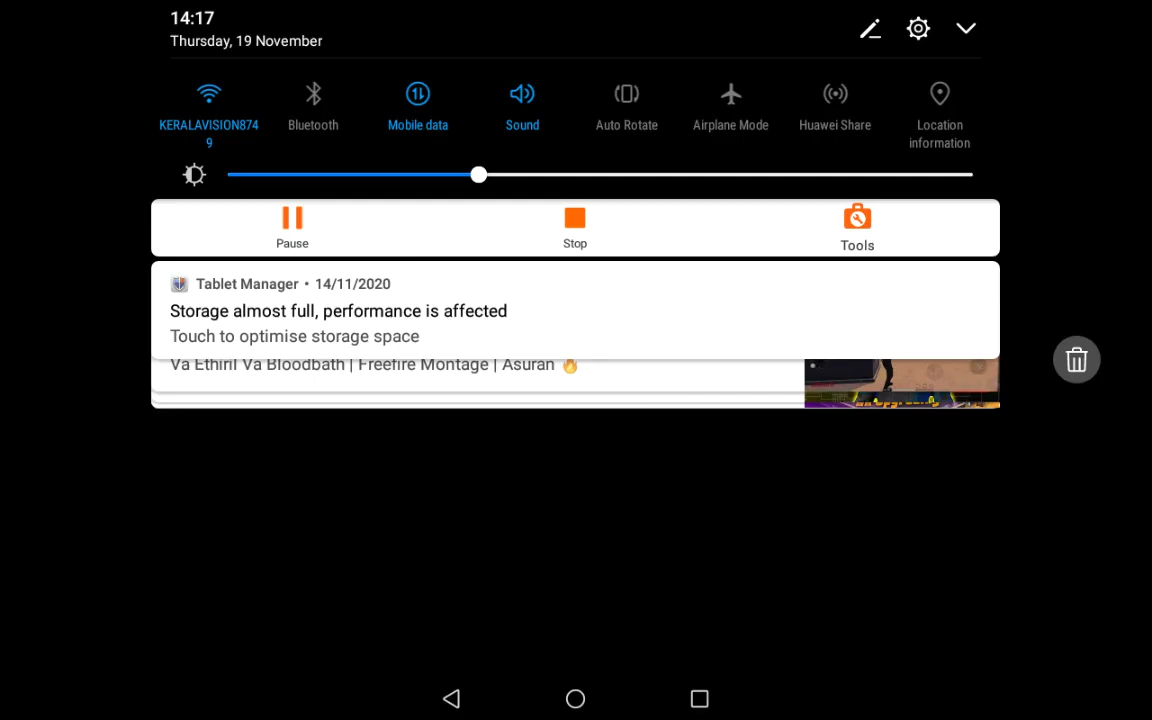 14:17
Thursday, 19 November
KERALAVISION874
9
Bluetooth
Mobile data
Sound
Auto Rotate
Airplane Mode
Huawei Share
Location
information
Pause
Stop
Tools
Tablet Manager • 14/11/2020
Storage almost full, performance is affected
Touch to optimise storage space
Va Ethiril Va Bloodbath | Freefire Montage | Asuran 🔥